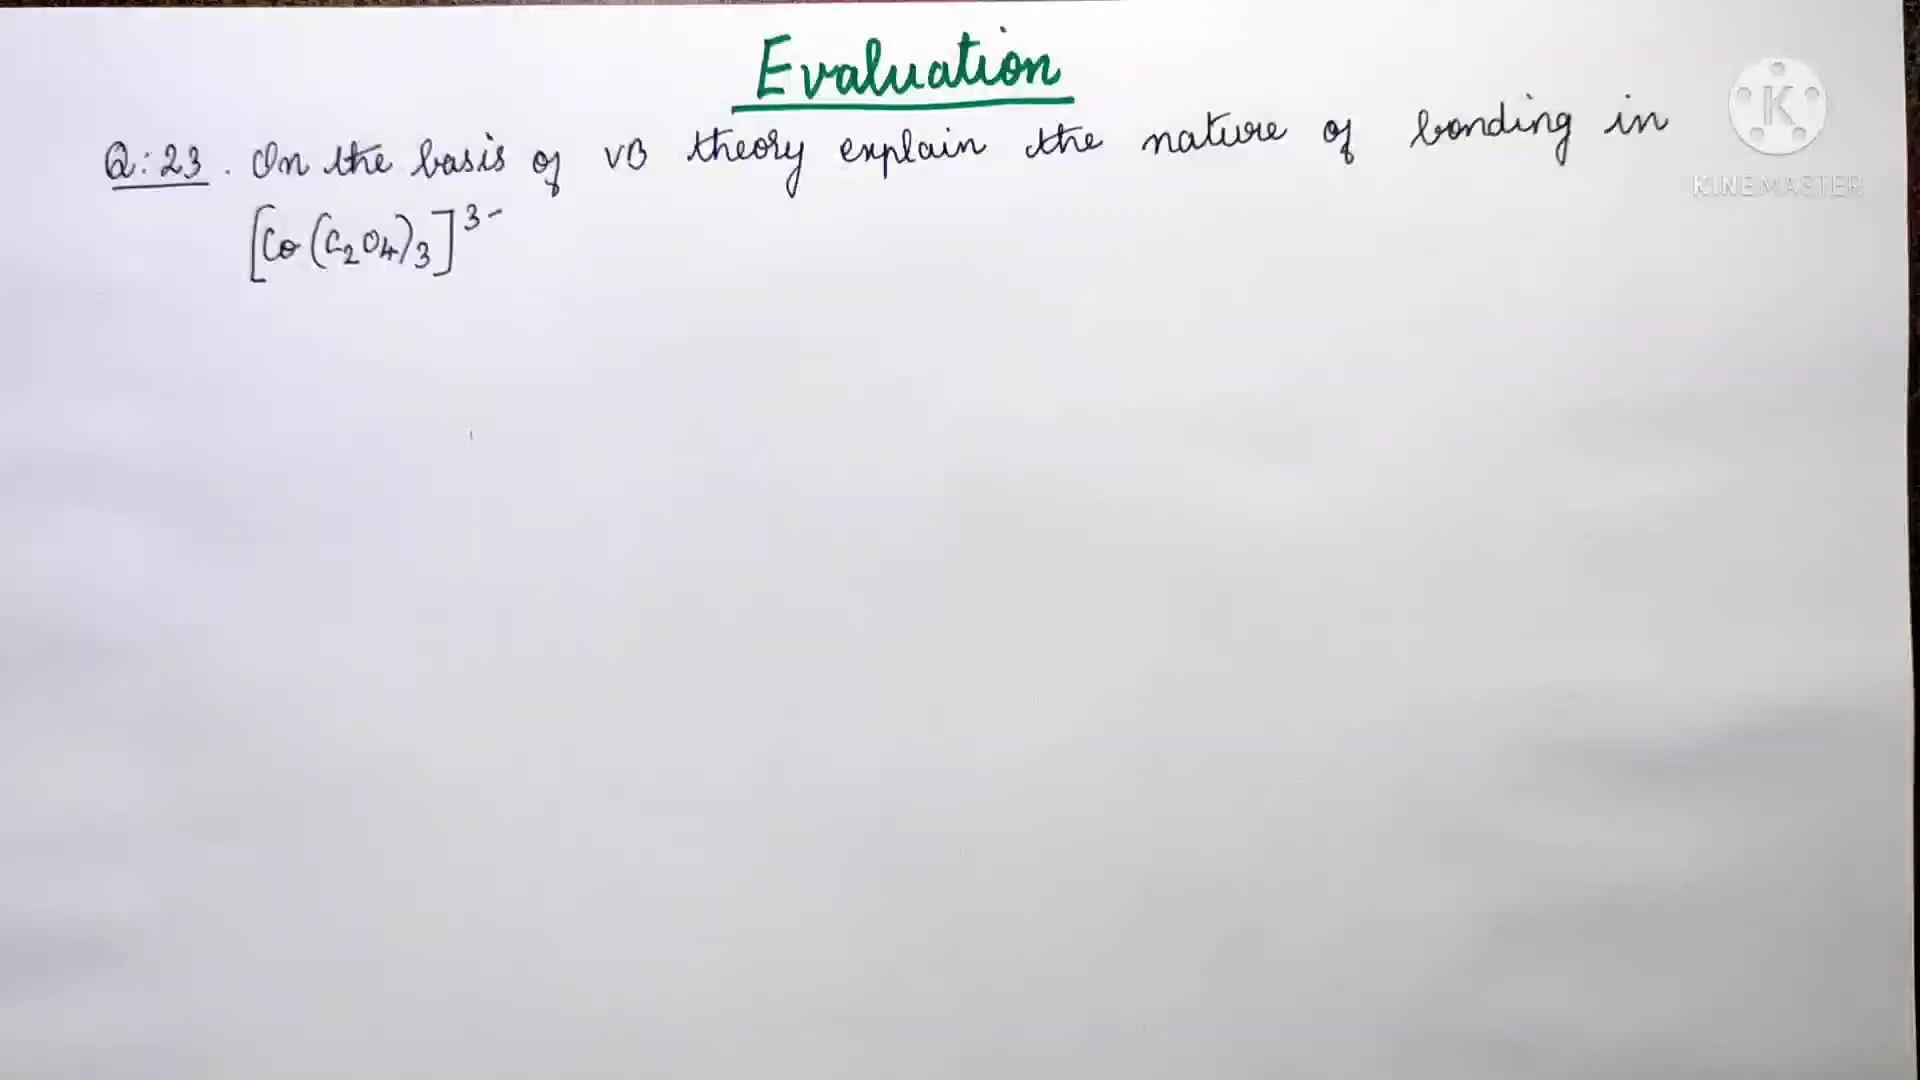 Evaluation
Q:23. On the basis of VB theory explain the nature of bonding in
[Co(C₂O₄)₃]³⁻
K
KINEMASTER